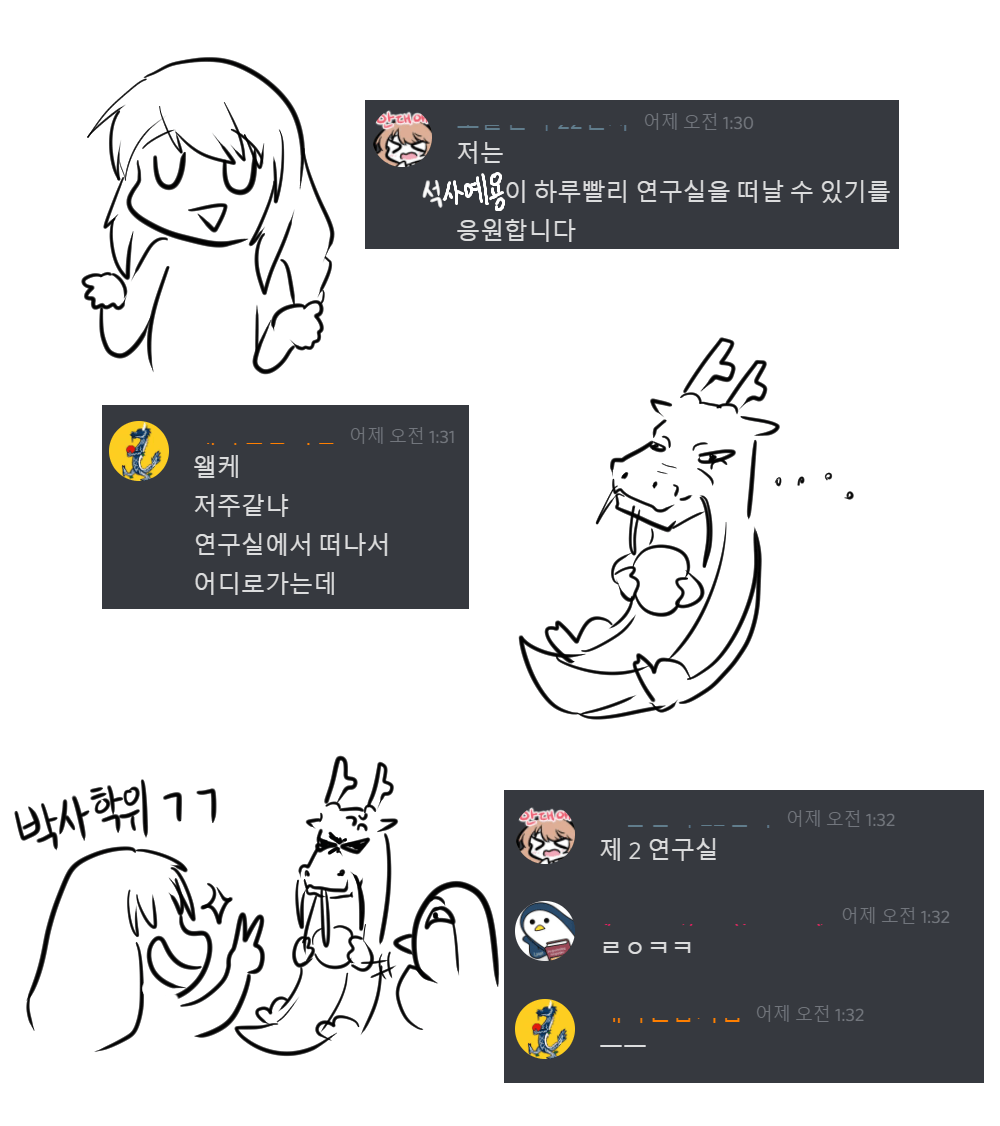 안대애
어제 오전 1:30
저는
석사예용이 하루빨리 연구실을 떠날 수 있기를
응원합니다
어제 오전 1:31
왤케
저주같냐
연구실에서 떠나서
어디로가는데
박사학위 ㄱㄱ
어제 오전 1:32
제 2 연구실
어제 오전 1:32
ㄹㅇㅋㅋ
어제 오전 1:32
ㅡㅡ